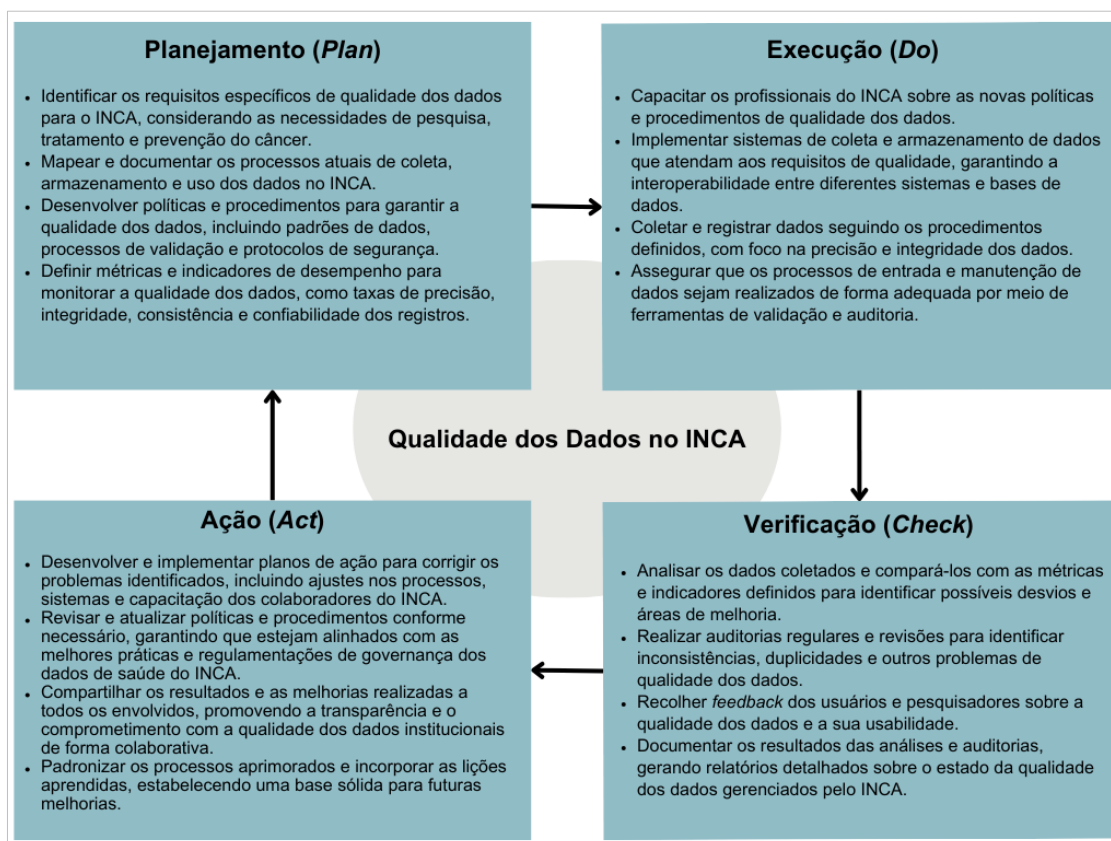 Planejamento (Plan)
• Identificar os requisitos específicos de qualidade dos dados
para o INCA, considerando as necessidades de pesquisa,
tratamento e prevenção do câncer.
• Mapear e documentar os processos atuais de coleta,
armazenamento e uso dos dados no INCA.
• Desenvolver políticas e procedimentos para garantir a
qualidade dos dados, incluindo padrões de dados,
processos de validação e protocolos de segurança.
• Definir métricas e indicadores de desempenho para
monitorar a qualidade dos dados, como taxas de precisão,
integridade, consistência e confiabilidade dos registros.
Execução (Do)
• Capacitar os profissionais do INCA sobre as novas políticas
e procedimentos de qualidade dos dados.
• Implementar sistemas de coleta e armazenamento de dados
que atendam aos requisitos de qualidade, garantindo a
interoperabilidade entre diferentes sistemas e bases de
dados.
• Coletar e registrar dados seguindo os procedimentos
definidos, com foco na precisão e integridade dos dados.
• Assegurar que os processos de entrada e manutenção de
dados sejam realizados de forma adequada por meio de
ferramentas de validação e auditoria.
Qualidade dos Dados no INCA
Ação (Act)
• Desenvolver e implementar planos de ação para corrigir os
problemas identificados, incluindo ajustes nos processos,
sistemas e capacitação dos colaboradores do INCA.
• Revisar e atualizar políticas e procedimentos conforme
necessário, garantindo que estejam alinhados com as
melhores práticas e regulamentações de governança dos
dados de saúde do INCA.
• Compartilhar os resultados e as melhorias realizadas a
todos os envolvidos, promovendo a transparência e o
comprometimento com a qualidade dos dados institucionais
de forma colaborativa.
• Padronizar os processos aprimorados e incorporar as lições
aprendidas, estabelecendo uma base sólida para futuras
melhorias.
Verificação (Check)
• Analisar os dados coletados e compará-los com as métricas
e indicadores definidos para identificar possíveis desvios e
áreas de melhoria.
• Realizar auditorias regulares e revisões para identificar
inconsistências, duplicidades e outros problemas de
qualidade dos dados.
• Recolher feedback dos usuários e pesquisadores sobre a
qualidade dos dados e a sua usabilidade.
• Documentar os resultados das análises e auditorias,
gerando relatórios detalhados sobre o estado da qualidade
dos dados gerenciados pelo INCA.